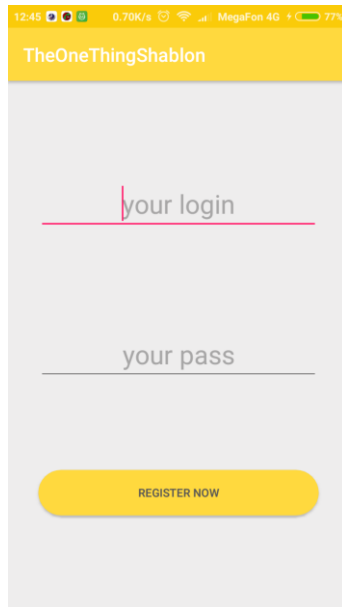 12:45 0.70K/s MegaFon 4G 77%
TheOneThingShablon
your login
your pass
REGISTER NOW